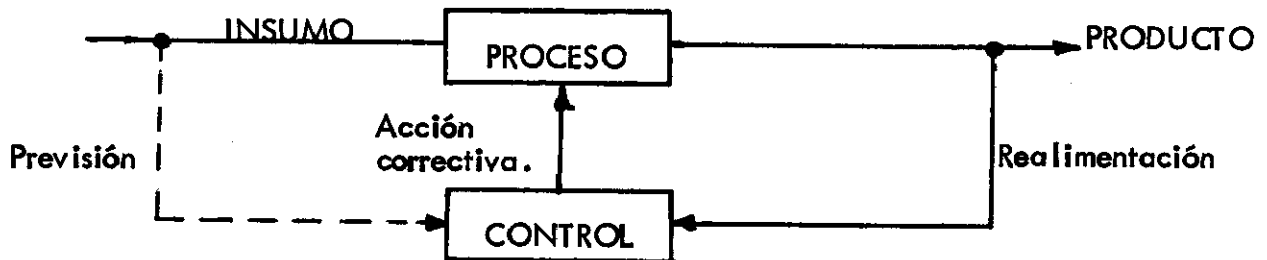 INSUMO
PROCESO
PRODUCTO
Previsión
Acción
correctiva.
Realimentación
CONTROL